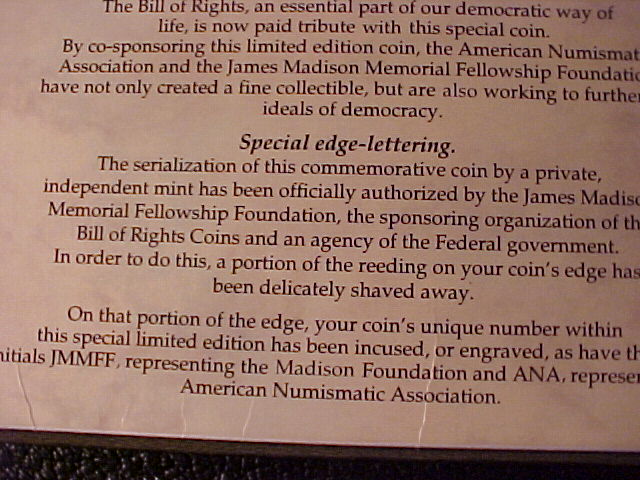 The Bill of Rights, an essential part of our democratic way of
life, is now paid tribute with this special coin.
By co-sponsoring this limited edition coin, the American Numismat
Association and the James Madison Memorial Fellowship Foundatio
have not only created a fine collectible, but are also working to further
ideals of democracy.
Special edge-lettering.
The serialization of this commemorative coin by a private,
independent mint has been officially authorized by the James Madiso
Memorial Fellowship Foundation, the sponsoring organization of th
Bill of Rights Coins and an agency of the Federal government.
In order to do this, a portion of the reeding on your coin's edge has
been delicately shaved away.
On that portion of the edge, your coin's unique number within
this special limited edition has been incused, or engraved, as have th
nitials JMMFF, representing the Madison Foundation and ANA, represen
American Numismatic Association.